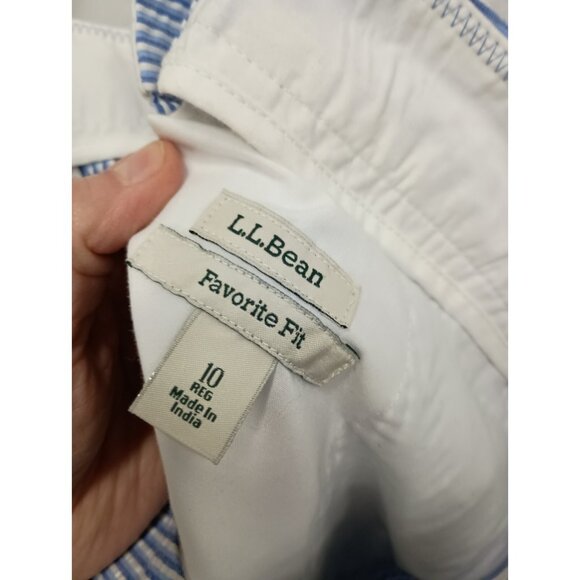 L.L.Bean
Favorite Fit
10
REG
Made In
India